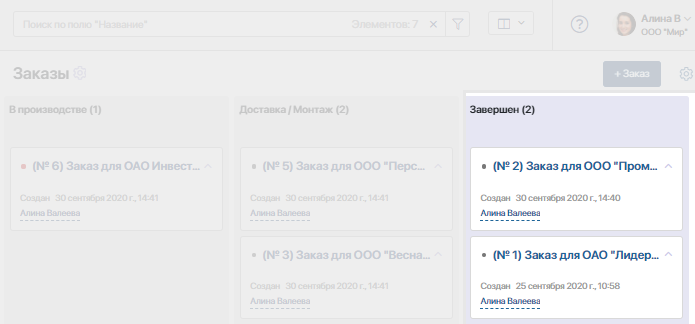 Поиск по полю "Название" Элементов: 7
Алина В
ООО "Мир"
Заказы
+ Заказ
В производстве (1)
(№ 6) Заказ для ОАО Инвест...
Создан 30 сентября 2020 г., 14:41
Алина Валеева
Доставка / Монтаж (2)
(№ 5) Заказ для ООО "Перс...
Создан 30 сентября 2020 г., 14:41
Алина Валеева
(№ 3) Заказ для ООО "Весна...
Создан 30 сентября 2020 г., 14:41
Алина Валеева
Завершен (2)
(№ 2) Заказ для ООО "Пром...
Создан 30 сентября 2020 г., 14:40
Алина Валеева
(№ 1) Заказ для ОАО "Лидер...
Создан 25 сентября 2020 г., 10:58
Алина Валеева